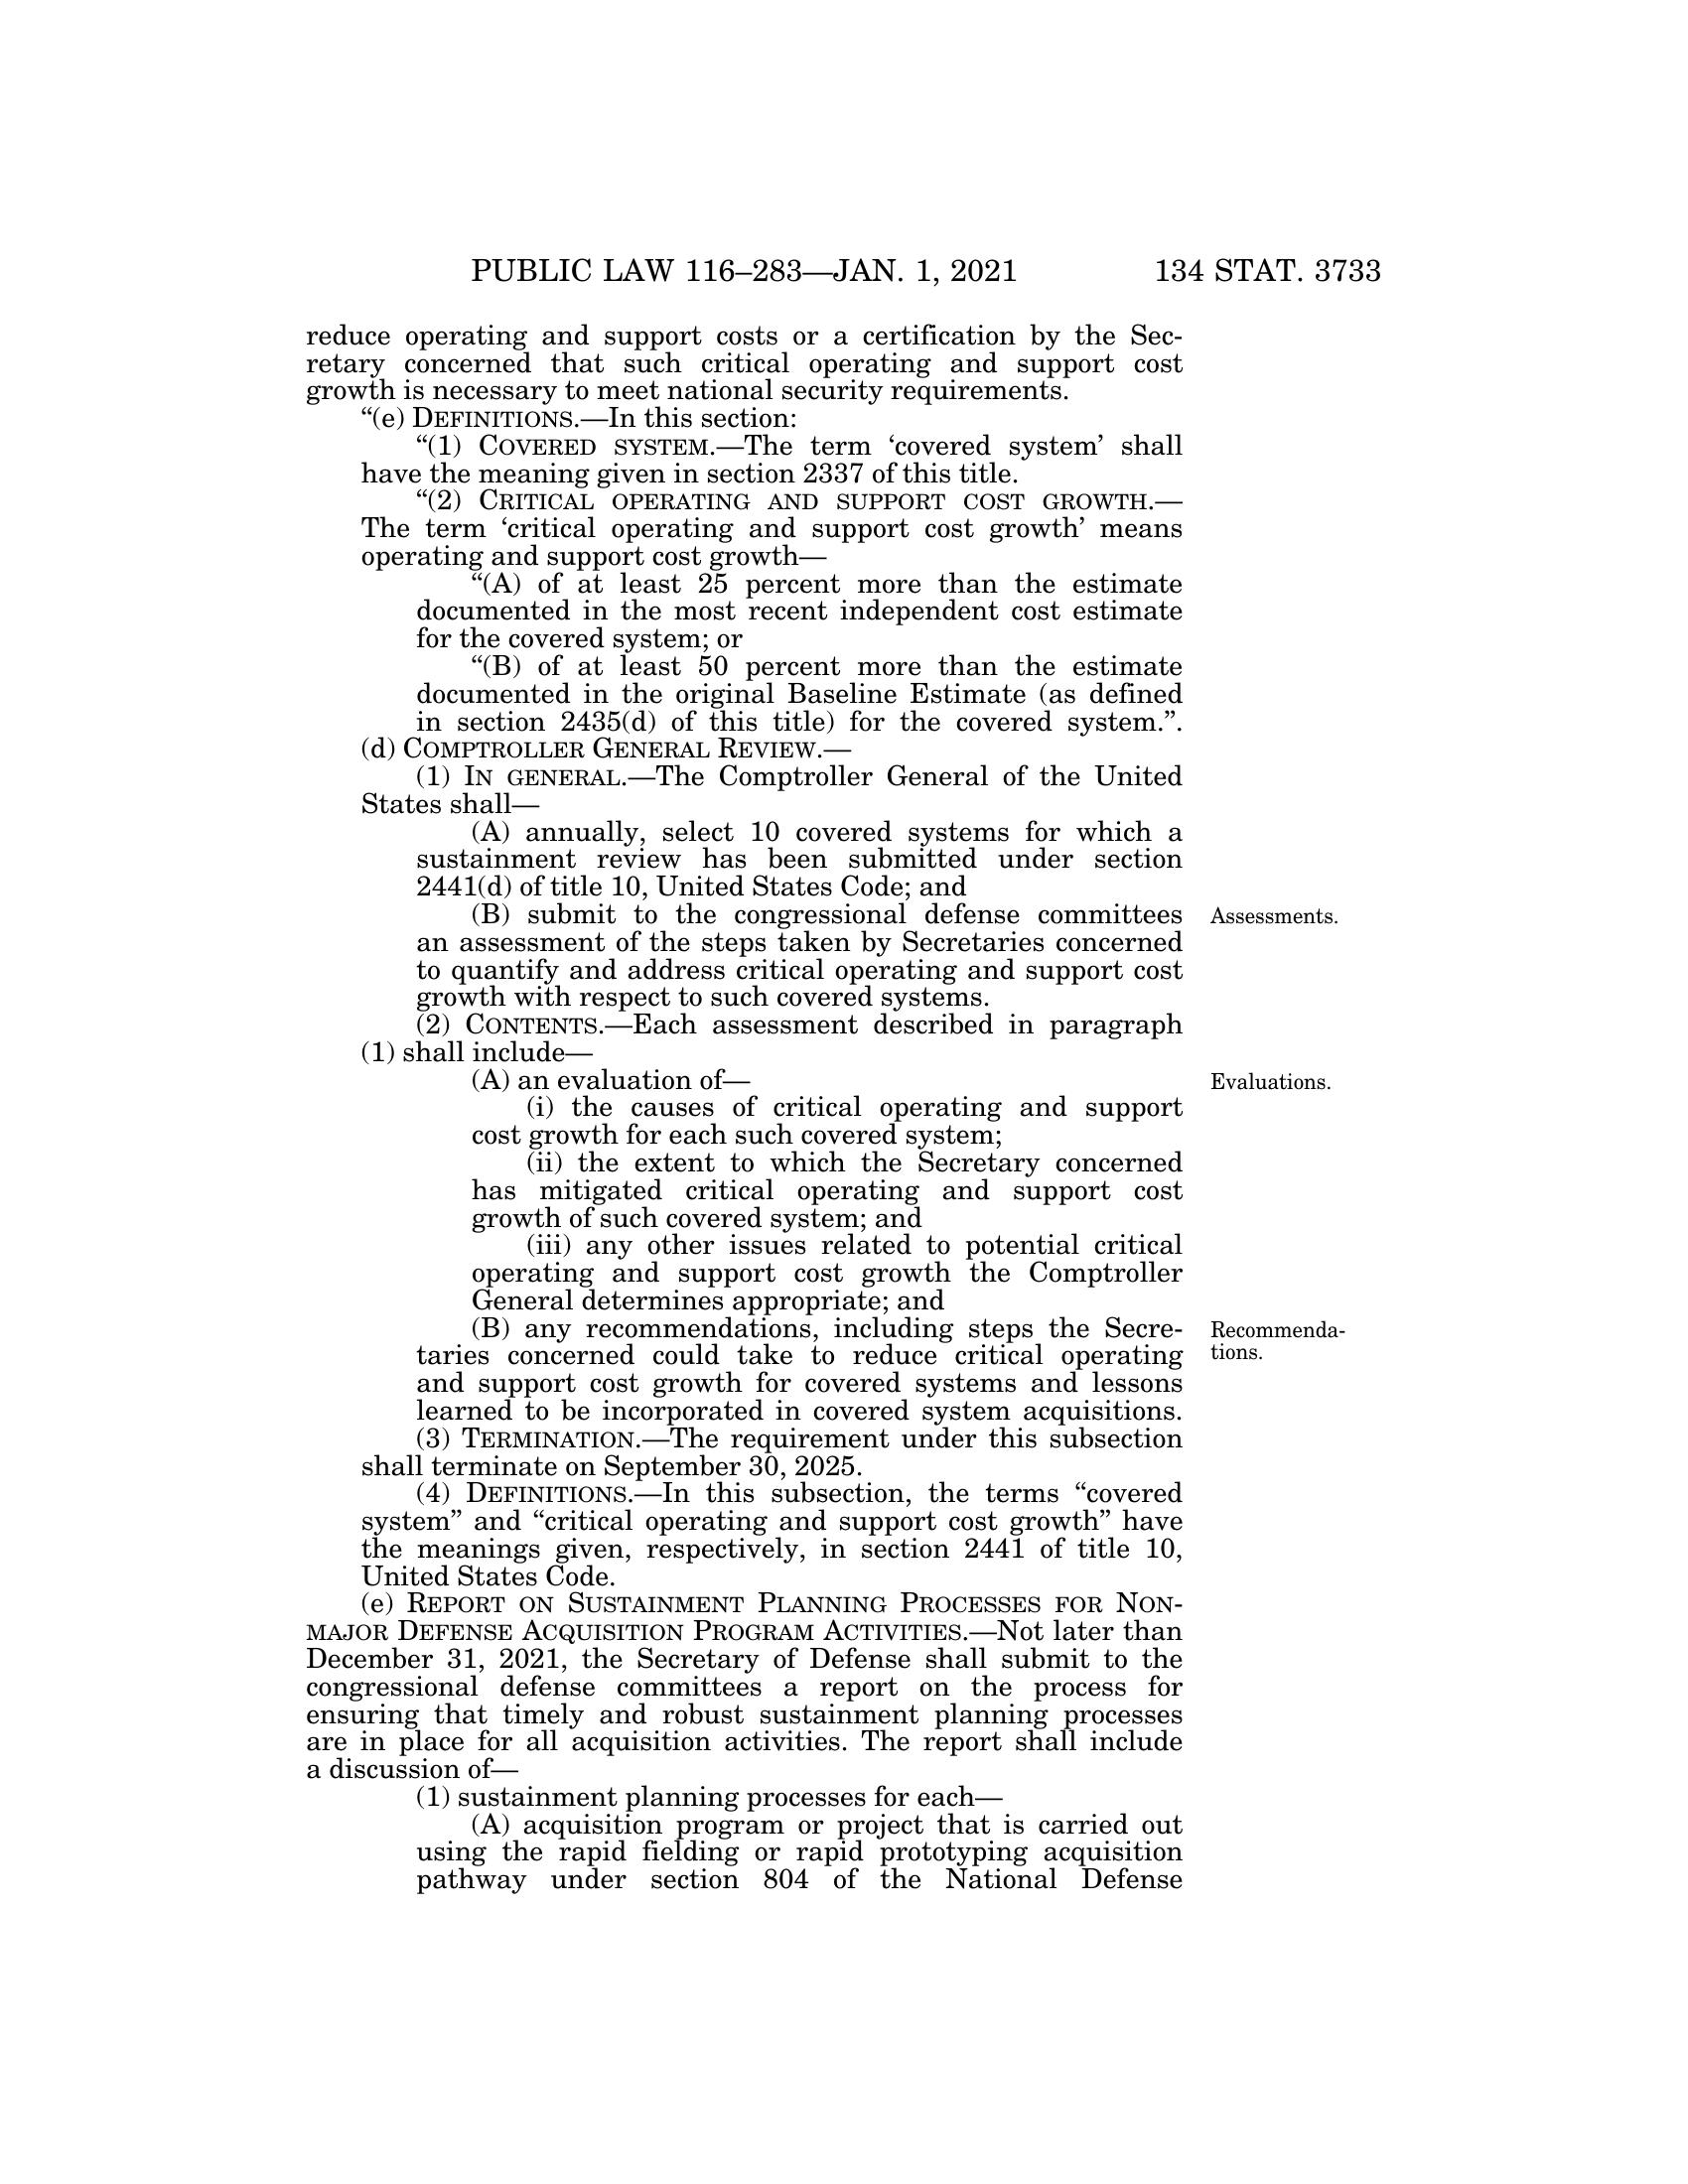 PUBLIC LAW 116–283—JAN. 1, 2021 134 STAT. 3733
reduce operating and support costs or a certification by the Sec-
retary concerned that such critical operating and support cost
growth is necessary to meet national security requirements.
“(e) DEFINITIONS.—In this section:
“(1) COVERED SYSTEM.—The term ‘covered system’ shall
have the meaning given in section 2337 of this title.
“(2) CRITICAL OPERATING AND SUPPORT COST GROWTH.—
The term ‘critical operating and support cost growth’ means
operating and support cost growth—
“(A) of at least 25 percent more than the estimate
documented in the most recent independent cost estimate
for the covered system; or
“(B) of at least 50 percent more than the estimate
documented in the original Baseline Estimate (as defined
in section 2435(d) of this title) for the covered system.”.
(d) COMPTROLLER GENERAL REVIEW.—
(1) IN GENERAL.—The Comptroller General of the United
States shall—
(A) annually, select 10 covered systems for which a
sustainment review has been submitted under section
2441(d) of title 10, United States Code; and
(B) submit to the congressional defense committees
Assessments.
an assessment of the steps taken by Secretaries concerned
to quantify and address critical operating and support cost
growth with respect to such covered systems.
(2) CONTENTS.—Each assessment described in paragraph
(1) shall include—
(A) an evaluation of—
Evaluations.
(i) the causes of critical operating and support
cost growth for each such covered system;
(ii) the extent to which the Secretary concerned
has mitigated critical operating and support cost
growth of such covered system; and
(iii) any other issues related to potential critical
operating and support cost growth the Comptroller
General determines appropriate; and
(B) any recommendations, including steps the Secre-
Recommenda-
tions.
taries concerned could take to reduce critical operating
and support cost growth for covered systems and lessons
learned to be incorporated in covered system acquisitions.
(3) TERMINATION.—The requirement under this subsection
shall terminate on September 30, 2025.
(4) DEFINITIONS.—In this subsection, the terms “covered
system” and “critical operating and support cost growth” have
the meanings given, respectively, in section 2441 of title 10,
United States Code.
(e) REPORT ON SUSTAINMENT PLANNING PROCESSES FOR NON-
MAJOR DEFENSE ACQUISITION PROGRAM ACTIVITIES.—Not later than
December 31, 2021, the Secretary of Defense shall submit to the
congressional defense committees a report on the process for
ensuring that timely and robust sustainment planning processes
are in place for all acquisition activities. The report shall include
a discussion of—
(1) sustainment planning processes for each—
(A) acquisition program or project that is carried out
using the rapid fielding or rapid prototyping acquisition
pathway under section 804 of the National Defense